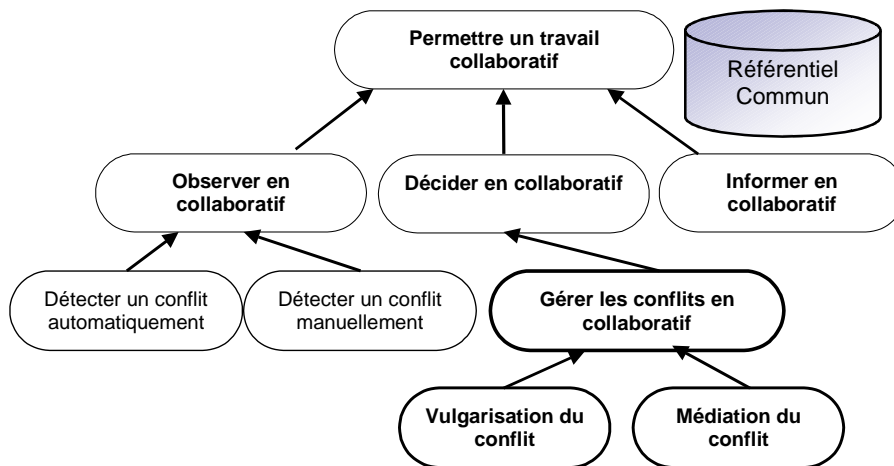 Permettre un travail
collaboratif
Référentiel
Commun
Observer en
collaboratif
Décider en collaboratif
Informer en
collaboratif
Détecter un conflit
automatiquement
Détecter un conflit
manuellement
Gérer les conflits en
collaboratif
Vulgarisation du
conflit
Médiation du
conflit